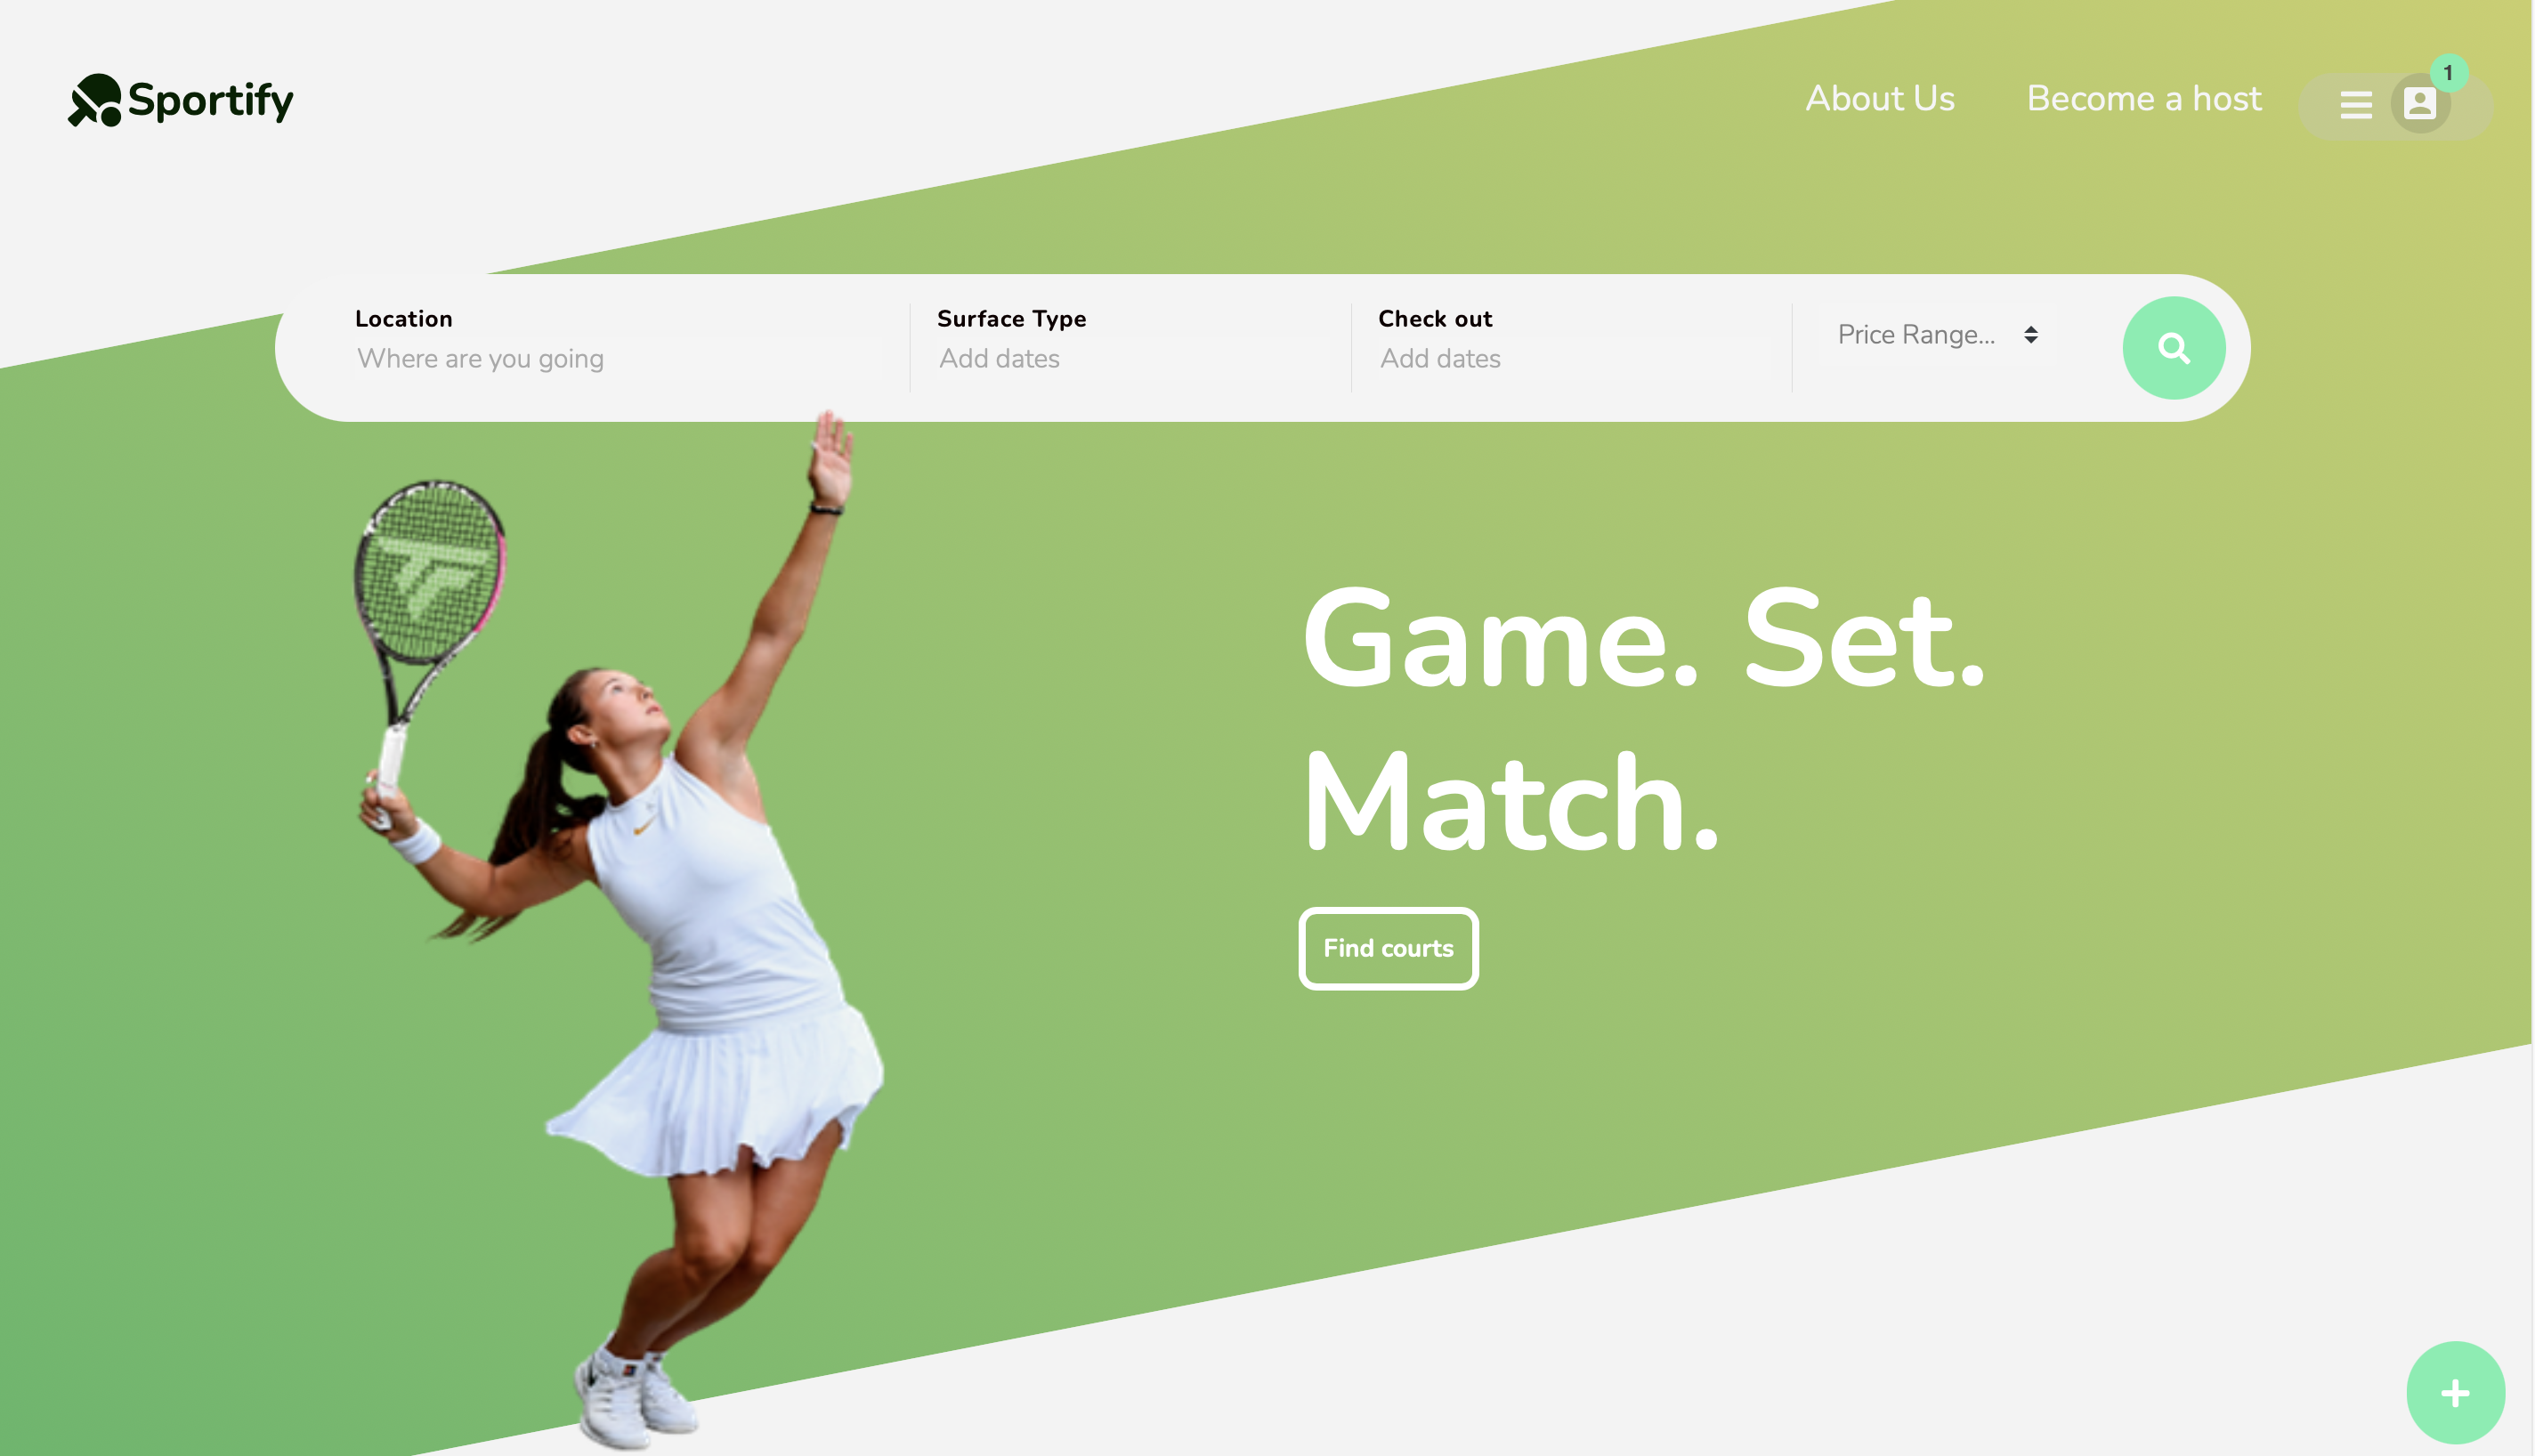 Sportify
About Us
Become a host
1
Location
Where are you going
Surface Type
Add dates
Check out
Add dates
Price Range...
Game. Set.
Match.
Find courts